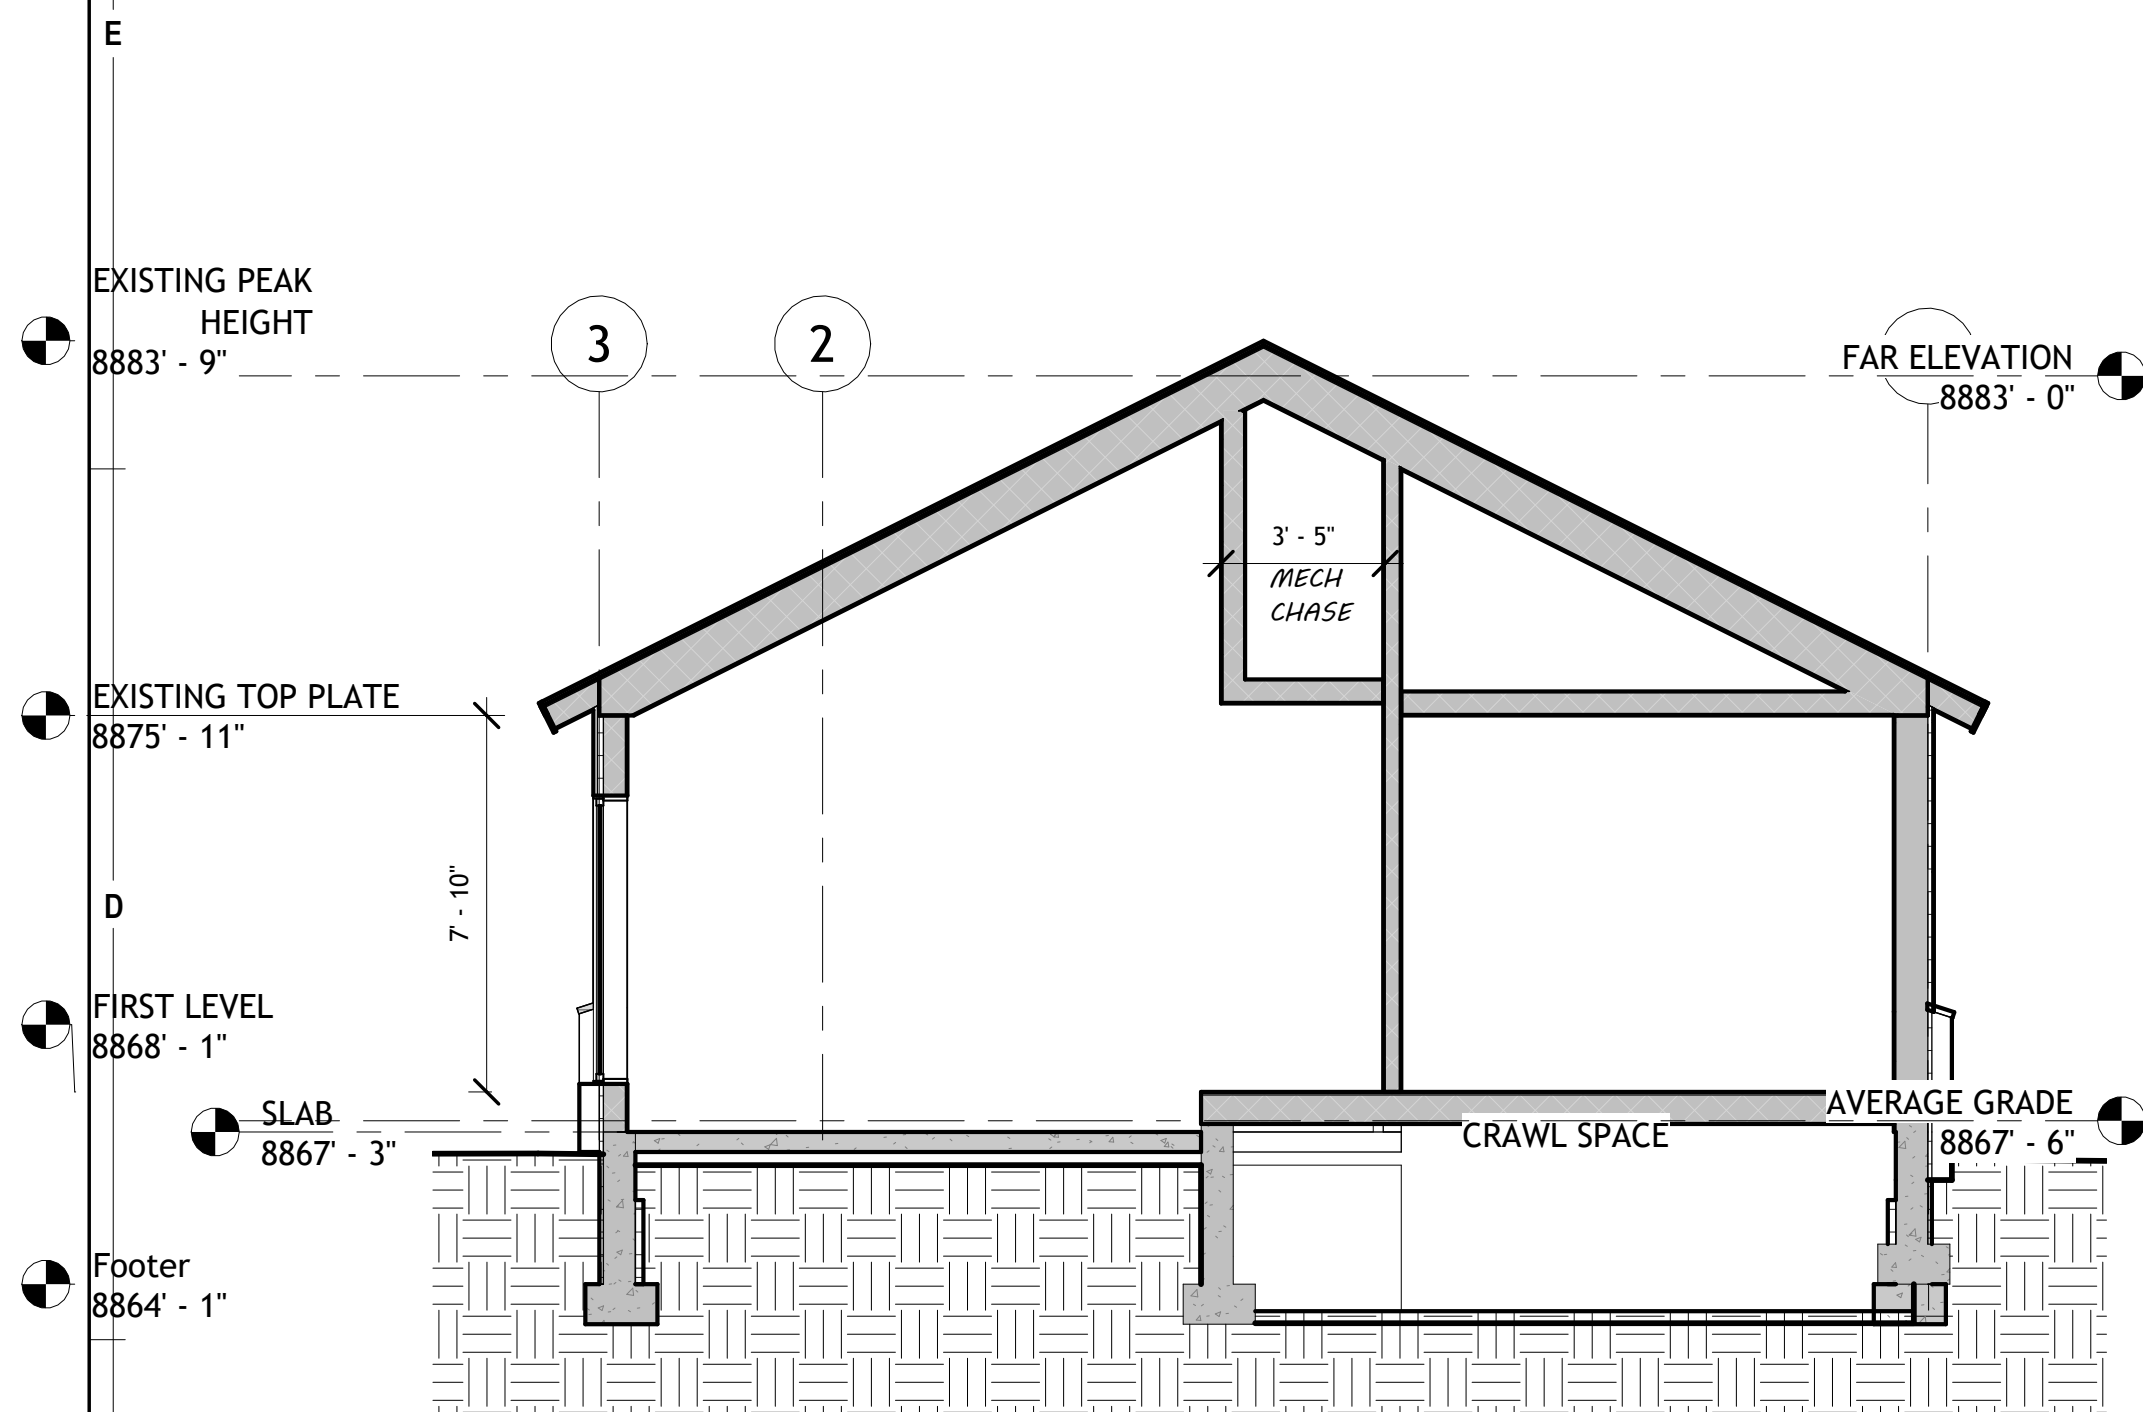 E
EXISTING PEAK
HEIGHT
8883' - 9"
3
2
FAR ELEVATION
8883' - 0"
3' - 5"
MECH
CHASE
EXISTING TOP PLATE
8875' - 11"
7' - 10"
D
FIRST LEVEL
8868' - 1"
SLAB
8867' - 3"
CRAWL SPACE
AVERAGE GRADE
8867' - 6"
Footer
8864' - 1"